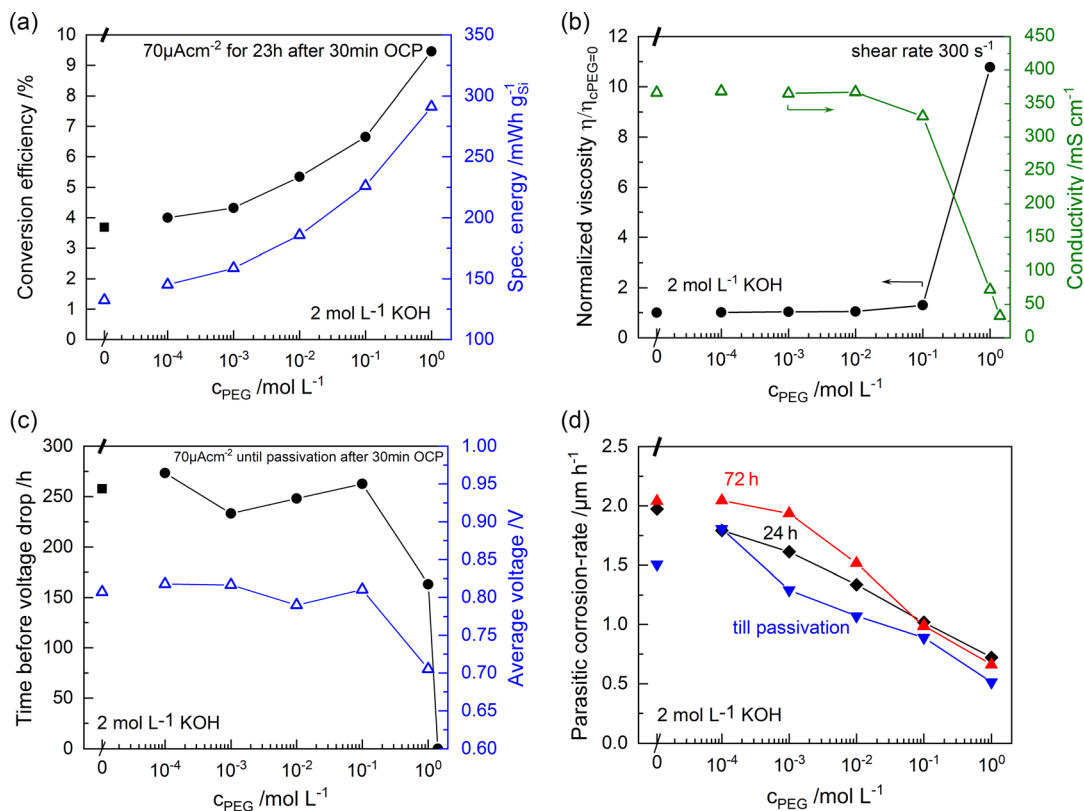 (a)
70µAcm⁻² for 23h after 30min OCP
Conversion efficiency /%
10
9
8
7
6
5
4
3
2
1
0
350
300
250
200
150
100
Spec. energy /mWh g⁻¹Si
2 mol L-1 KOH
0 10⁻⁴ 10⁻³ 10⁻² 10⁻¹ 10⁰
cPEG /mol L⁻¹
(b)
shear rate 300 s⁻¹
Normalized viscosity η/ηcPEG=0
12
10
8
6
4
2
0
450
400
350
300
250
200
150
100
50
0
Conductivity /mS cm⁻¹
2 mol L-1 KOH
0 10⁻⁴ 10⁻³ 10⁻² 10⁻¹ 10⁰
cPEG /mol L⁻¹
(c)
70µAcm⁻² until passivation after 30min OCP
Time before voltage drop /h
300
250
200
150
100
50
0
1.00
0.95
0.90
0.85
0.80
0.75
0.70
0.65
0.60
Average voltage /V
2 mol L-1 KOH
0 10⁻⁴ 10⁻³ 10⁻² 10⁻¹ 10⁰
cPEG /mol L⁻¹
(d)
Parasitic corrosion-rate /µm h⁻¹
2.5
2.0
1.5
1.0
0.5
0.0
72 h
24 h
till passivation
2 mol L-1 KOH
0 10⁻⁴ 10⁻³ 10⁻² 10⁻¹ 10⁰
cPEG /mol L⁻¹